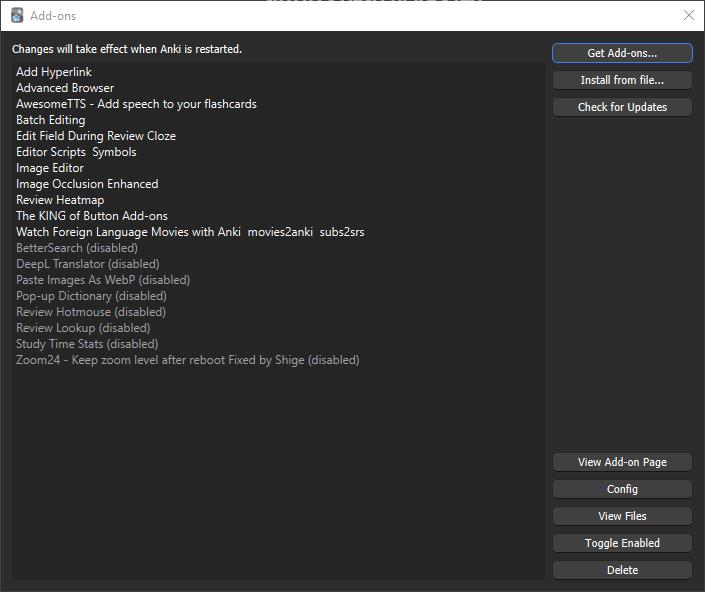 Add-ons
Changes will take effect when Anki is restarted.
Add Hyperlink
Advanced Browser
AwesomeTTS - Add speech to your flashcards
Batch Editing
Edit Field During Review Cloze
Editor Scripts  Symbols
Image Editor
Image Occlusion Enhanced
Review Heatmap
The KING of Button Add-ons
Watch Foreign Language Movies with Anki  movies2anki  subs2srs
BetterSearch (disabled)
DeepL Translator (disabled)
Paste Images As WebP (disabled)
Pop-up Dictionary (disabled)
Review Hotmouse (disabled)
Review Lookup (disabled)
Study Time Stats (disabled)
Zoom24 - Keep zoom level after reboot Fixed by Shige (disabled)
Get Add-ons...
Install from file...
Check for Updates
View Add-on Page
Config
View Files
Toggle Enabled
Delete